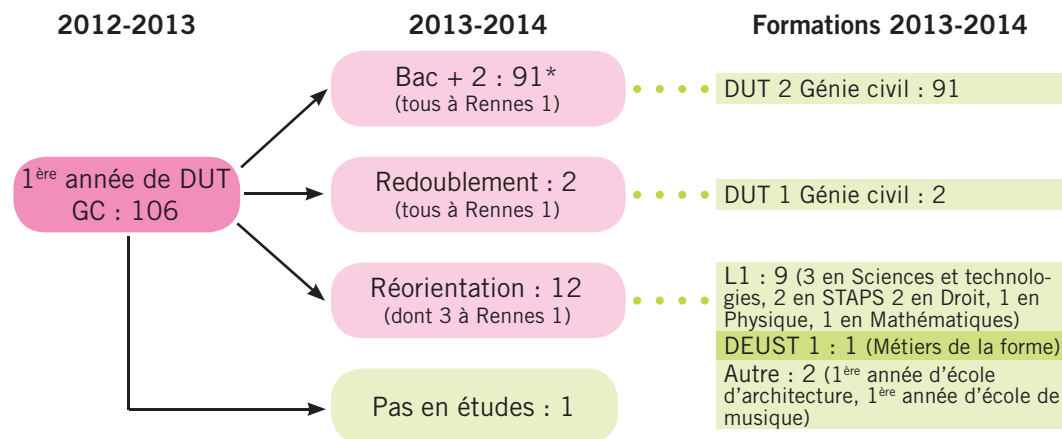 2012-2013
2013-2014
Formations 2013-2014
1ère année de DUT
GC : 106
Bac + 2 : 91*
(tous à Rennes 1)
DUT 2 Génie civil : 91
Redoublement : 2
(tous à Rennes 1)
DUT 1 Génie civil : 2
Réorientation : 12
(dont 3 à Rennes 1)
L1 : 9 (3 en Sciences et technolo-
gies, 2 en STAPS 2 en Droit, 1 en
Physique, 1 en Mathématiques)
DEUST 1 : 1 (Métiers de la forme)
Autre : 2 (1ère année d'école
d'architecture, 1ère année d'école de
musique)
Pas en études : 1